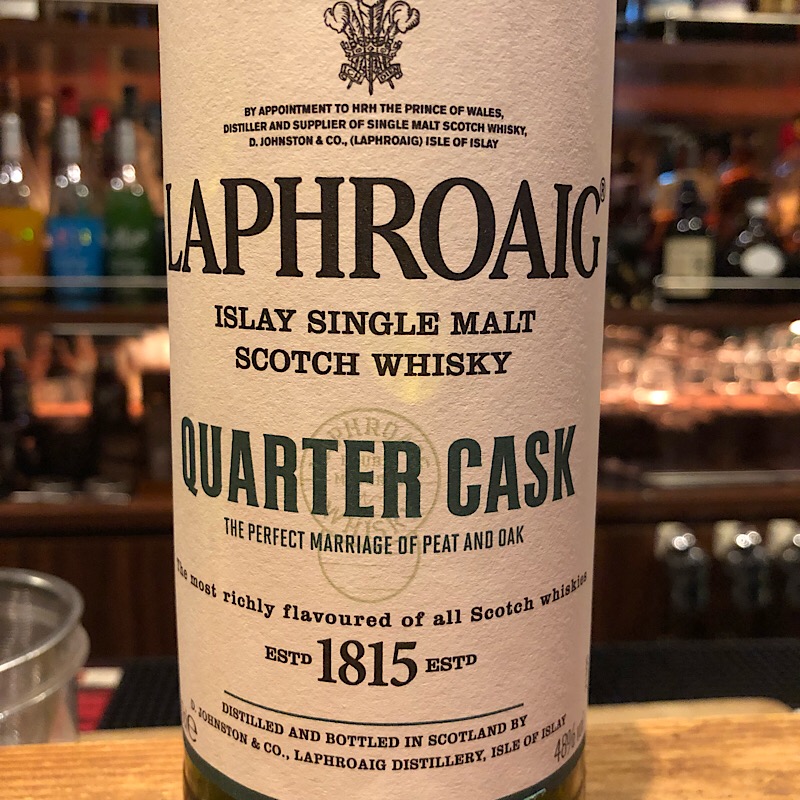 BY APPOINTMENT TO HRH THE PRINCE OF WALES,
DISTILLER AND SUPPLIER OF SINGLE MALT SCOTCH WHISKY,
D. JOHNSTON & CO., (LAPHROAIG) ISLE OF ISLAY
LAPHROAIG®
ISLAY SINGLE MALT
SCOTCH WHISKY
QUARTER CASK
THE PERFECT MARRIAGE OF PEAT AND OAK
The most richly flavoured of all Scotch whiskies
ESTD 1815 ESTD
DISTILLED AND BOTTLED IN SCOTLAND BY
D. JOHNSTON & CO., LAPHROAIG DISTILLERY, ISLE OF ISLAY
48%